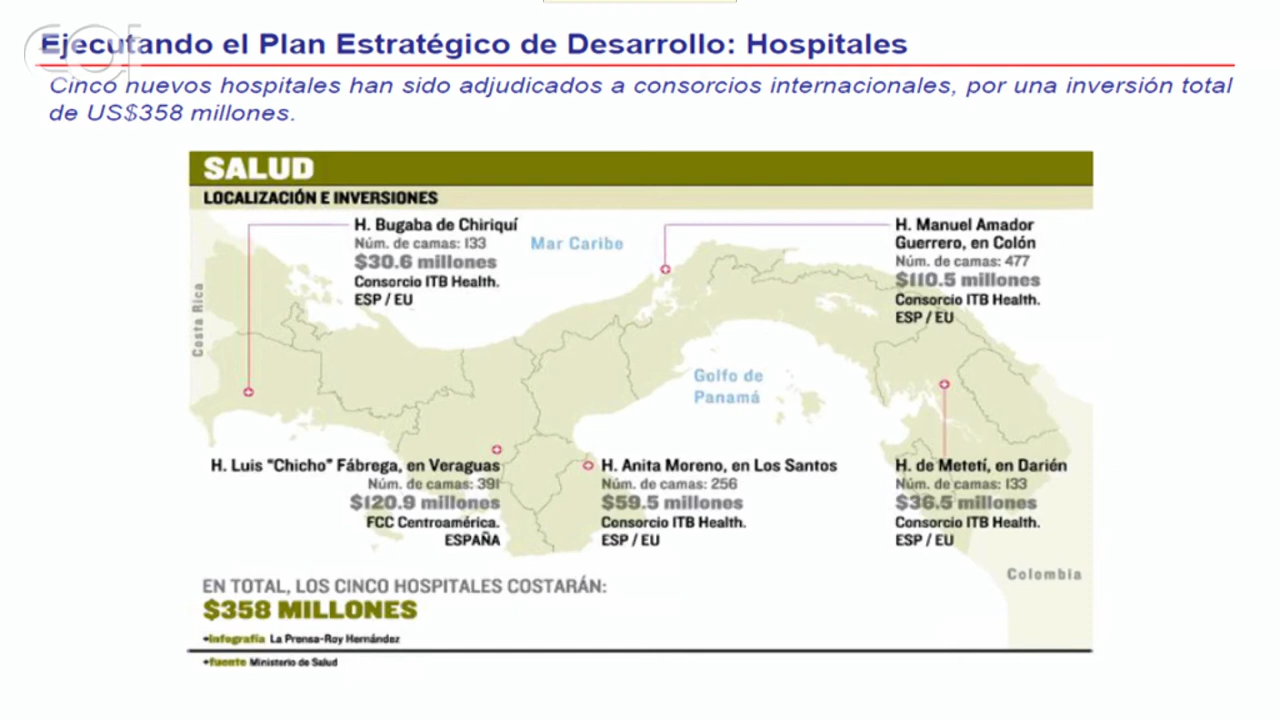 eoi
Ejecutando el Plan Estratégico de Desarrollo: Hospitales
Cinco nuevos hospitales han sido adjudicados a consorcios internacionales, por una inversión total
de US$358 millones.
SALUD
LOCALIZACIÓN E INVERSIONES
H. Bugaba de Chiriquí
Núm. de camas: 133
$30.6 millones
Consorcio ITB Health.
ESP / EU
Mar Caribe
H. Manuel Amador
Guerrero, en Colón
Núm. de camas: 477
$110.5 millones
Consorcio ITB Health.
ESP / EU
Costa Rica
Golfo de
Panamá
H. Luis "Chicho" Fábrega, en Veraguas
Núm. de camas: 391
$120.9 millones
FCC Centroamérica.
ESPAÑA
H. Anita Moreno, en Los Santos
Núm. de camas: 256
$59.5 millones
Consorcio ITB Health.
ESP / EU
H. de Metetí, en Darién
Núm. de camas: 133
$36.5 millones
Consorcio ITB Health.
ESP / EU
Colombia
EN TOTAL, LOS CINCO HOSPITALES COSTARÁN:
$358 MILLONES
+infografía La Prensa-Roy Hernández
+fuente Ministerio de Salud